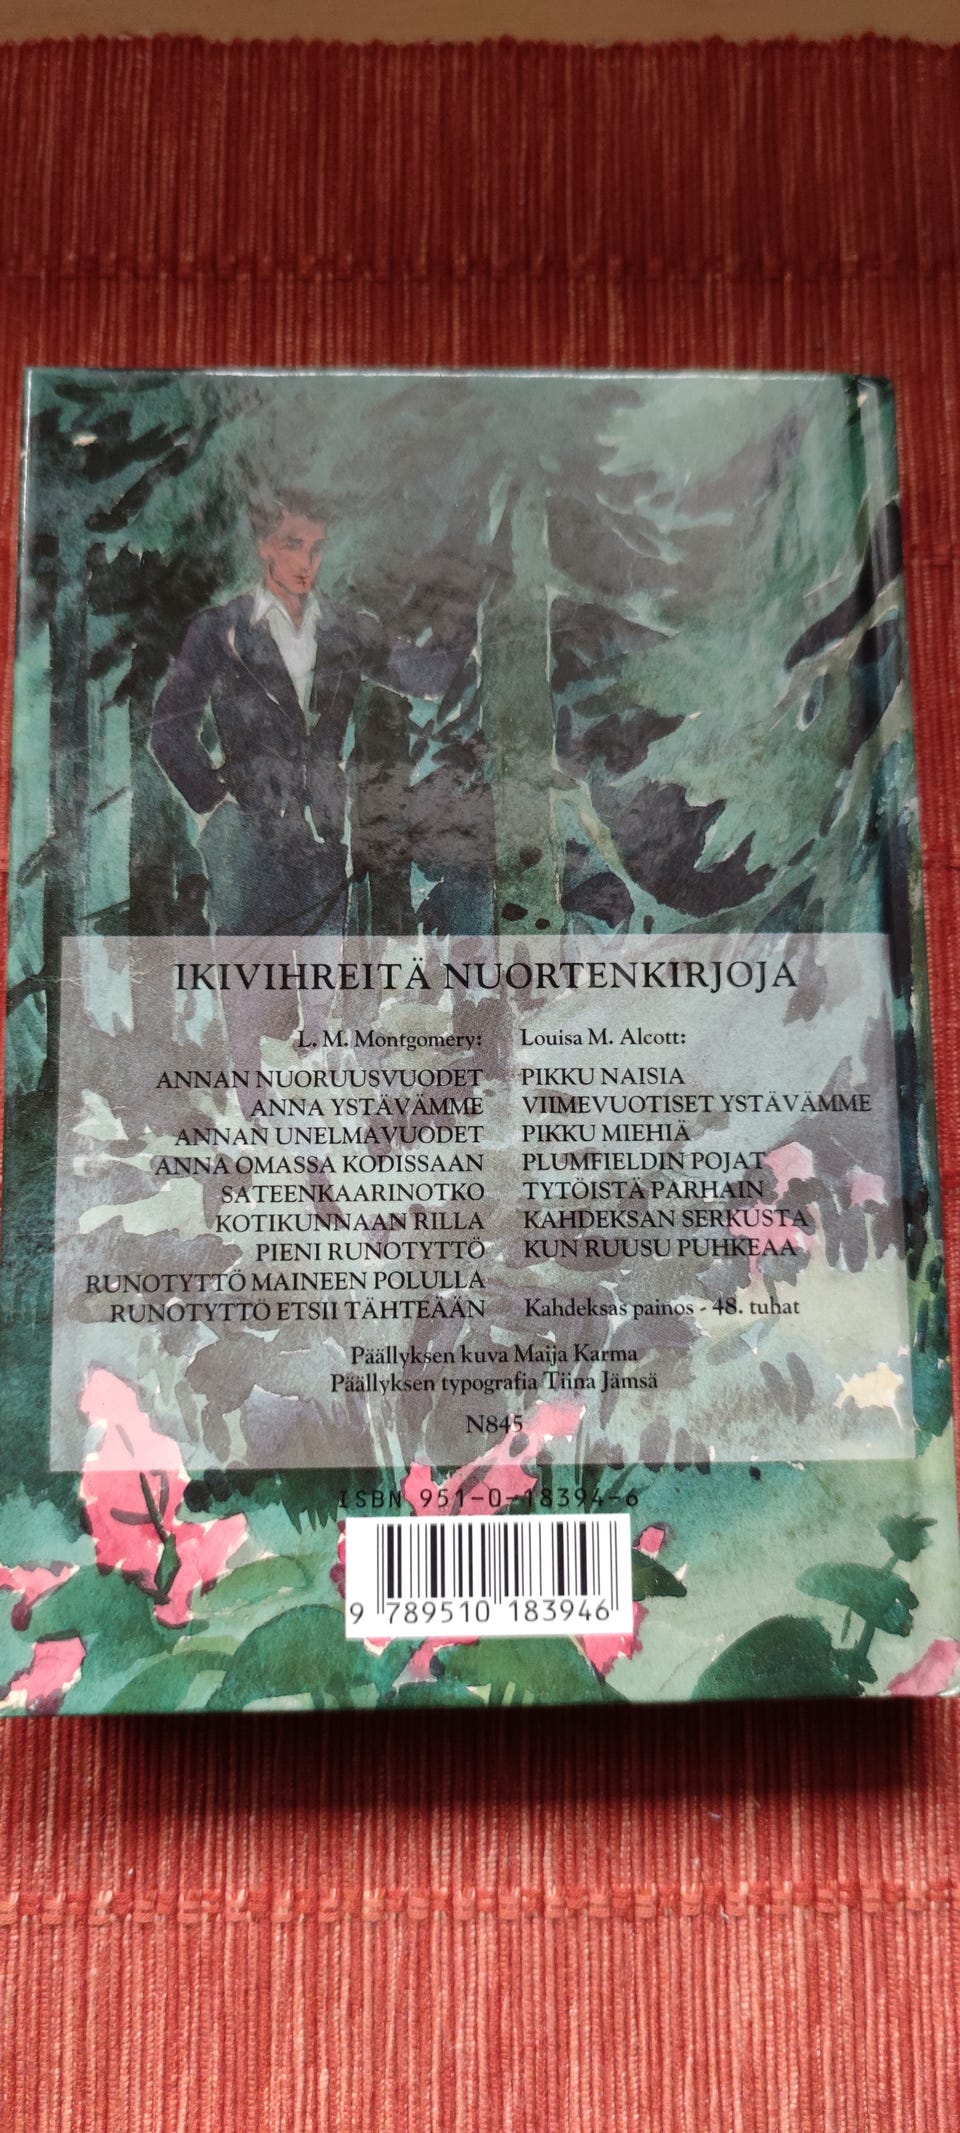 IKIVIHREITÄ NUORTENKIRJOJA
L. M. Montgomery:
ANNAN NUORUUSVUODET
ANNA YSTÄVÄMME
ANNAN UNELMAVUODET
ANNA OMASSA KODISSAAN
SATEENKAARINOTKO
KOTIKUNNAAN RILLA
PIENI RUNOTYTTÖ
RUNOTYTTÖ MAINEEN POLULLA
RUNOTYTTÖ ETSII TÄHTEÄÄN
Louisa M. Alcott:
PIKKU NAISIA
VIIMEVUOTISET YSTÄVÄMME
PIKKU MIEHIÄ
PLUMFIELDIN POJAT
TYTÖISTÄ PARHAIN
KAHDEKSAN SERKUSTA
KUN RUUSU PUHKEAA
Kahdeksas painos - 48. tuhat
Päällyksen kuva Maija Karma
Päällyksen typografia Tiina Jämsä
N845
ISBN 951-0-18394-6
9 789510 183946